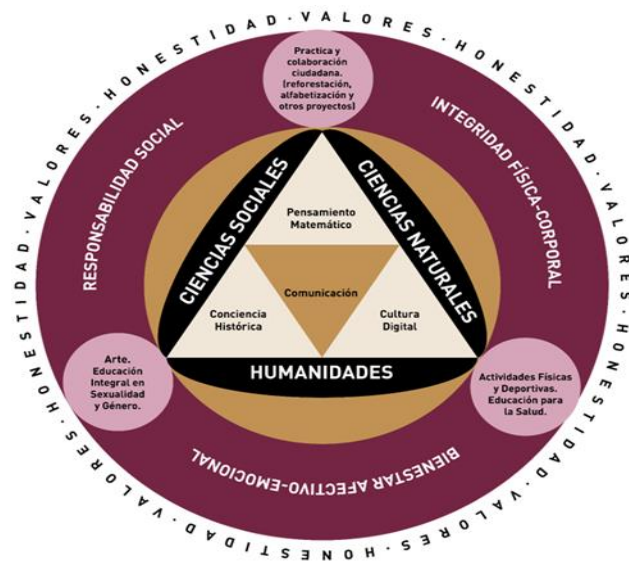 VALORES·HONESTIDAD·VALORES·HONESTIDAD·VALORES·HONESTIDAD·VALORES·HONESTIDAD·VALORES·HONESTIDAD·
Practica y
colaboración
ciudadana.
(reforestación,
alfabetización y
otros proyectos)
RESPONSABILIDAD SOCIAL
INTEGRIDAD FÍSICA-CORPORAL
CIENCIAS SOCIALES
CIENCIAS NATURALES
Pensamiento
Matemático
Comunicación
Conciencia
Histórica
Cultura
Digital
HUMANIDADES
Arte.
Educación
Integral en
Sexualidad
y Género.
Actividades Físicas
y Deportivas.
Educación para
la Salud.
BIENESTAR AFECTIVO-EMOCIONAL